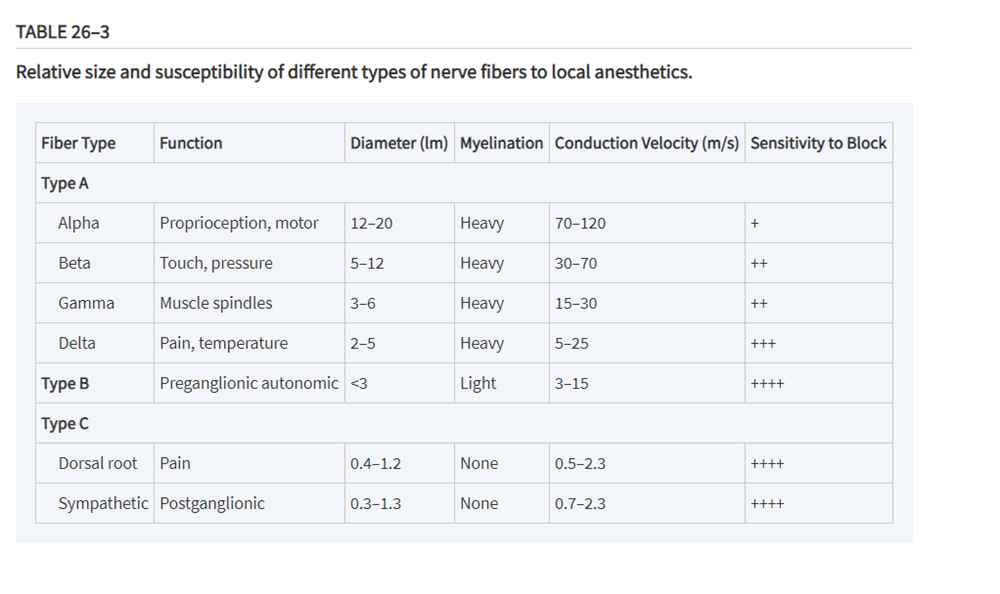 TABLE 26–3
Relative size and susceptibility of different types of nerve fibers to local anesthetics.
Fiber Type Function Diameter (lm) Myelination Conduction Velocity (m/s) Sensitivity to Block
Type A
Alpha Proprioception, motor 12–20 Heavy 70–120 +
Beta Touch, pressure 5–12 Heavy 30–70 ++
Gamma Muscle spindles 3–6 Heavy 15–30 ++
Delta Pain, temperature 2–5 Heavy 5–25 +++
Type B Preganglionic autonomic <3 Light 3–15 ++++
Type C
Dorsal root Pain 0.4–1.2 None 0.5–2.3 ++++
Sympathetic Postganglionic 0.3–1.3 None 0.7–2.3 ++++